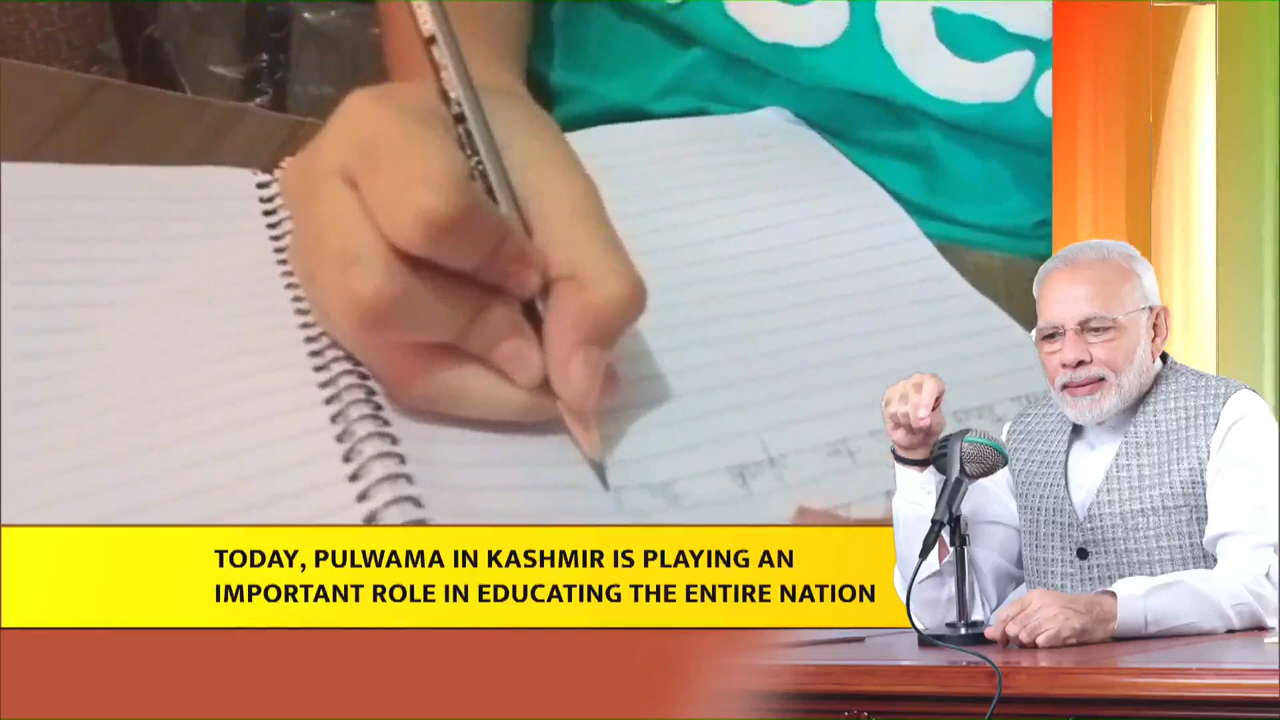 TODAY, PULWAMA IN KASHMIR IS PLAYING AN
IMPORTANT ROLE IN EDUCATING THE ENTIRE NATION